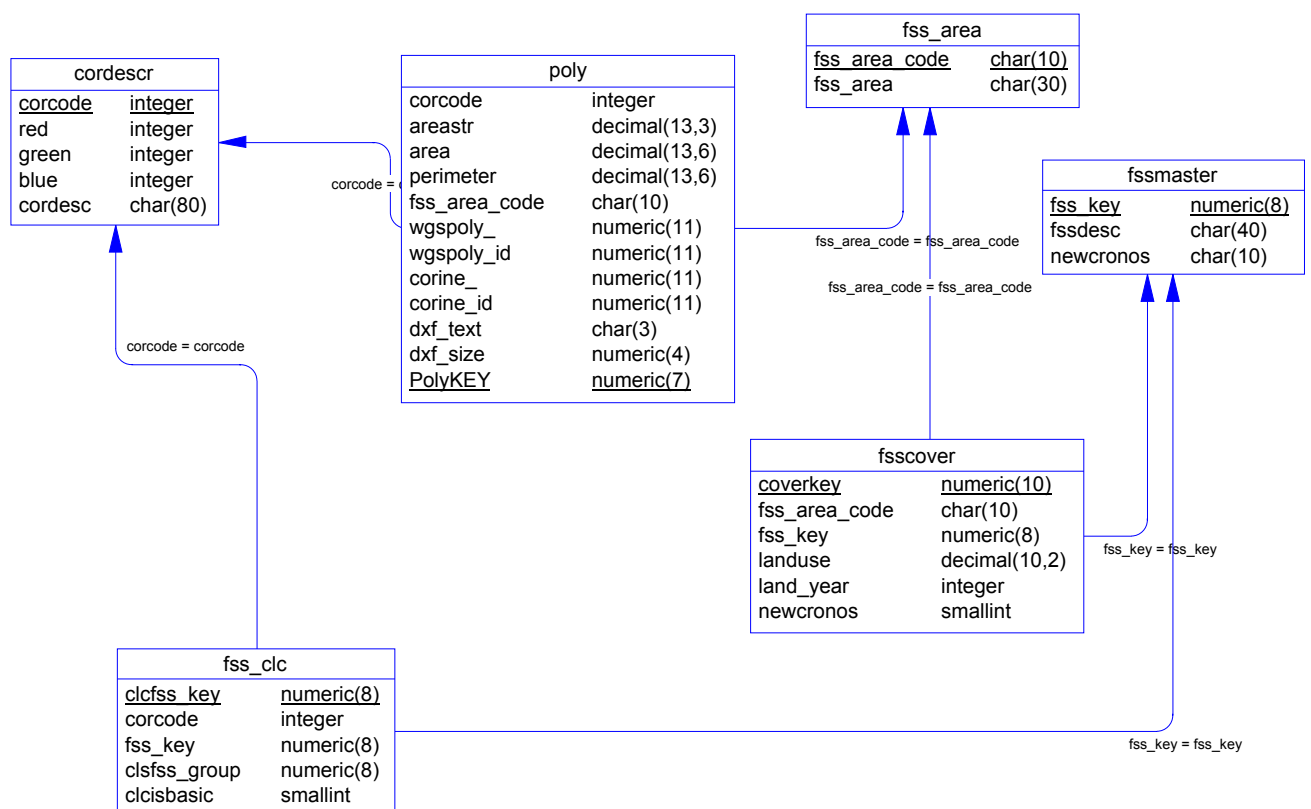 fss_area
fss_area_code char(10)
fss_area char(30)
cordescr
corcode integer
red integer
green integer
blue integer
cordesc char(80)
poly
corcode integer
areastr decimal(13,3)
area decimal(13,6)
perimeter decimal(13,6)
fss_area_code char(10)
wgspoly_ numeric(11)
wgspoly_id numeric(11)
corine_ numeric(11)
corine_id numeric(11)
dxf_text char(3)
dxf_size numeric(4)
PolyKEY numeric(7)
corcode = c
fssmaster
fss_key numeric(8)
fssdesc char(40)
newcronos char(10)
fss_area_code = fss_area_code
fss_area_code = fss_area_code
corcode = corcode
fsscover
coverkey numeric(10)
fss_area_code char(10)
fss_key numeric(8)
landuse decimal(10,2)
land_year integer
newcronos smallint
fss_key = fss_key
fss_clc
clcfss_key numeric(8)
corcode integer
fss_key numeric(8)
clsfss_group numeric(8)
clcisbasic smallint
fss_key = fss_key